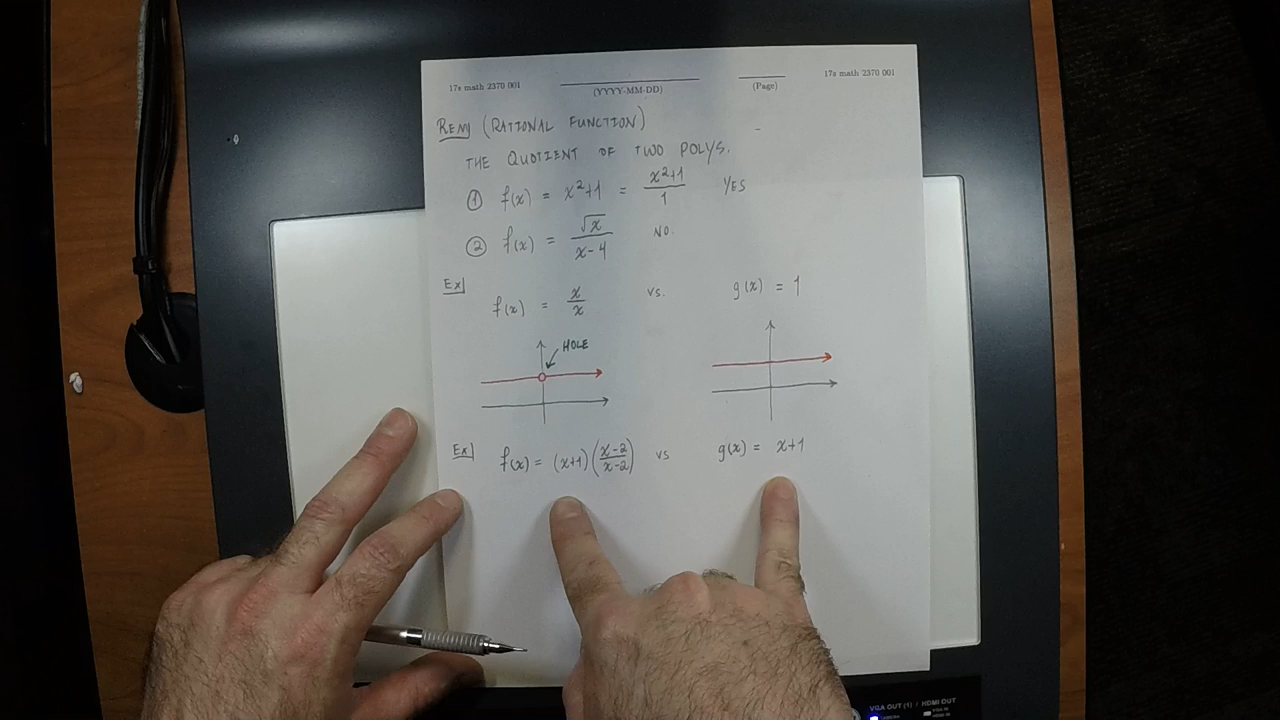 17s math 2370 001 (YYYY-MM-DD) (Page) 17s math 2370 001
REM (RATIONAL FUNCTION)
THE QUOTIENT OF TWO POLYS.
① f(x) = x²+1 = (x²+1)/1 YES
② f(x) = √x/(x-4) NO.
Ex f(x) = x/x vs. g(x) = 1
HOLE
Ex f(x) = (x+1)((x-2)/(x-2)) vs g(x) = x+1
VGA OUT (1) / HDMI OUT